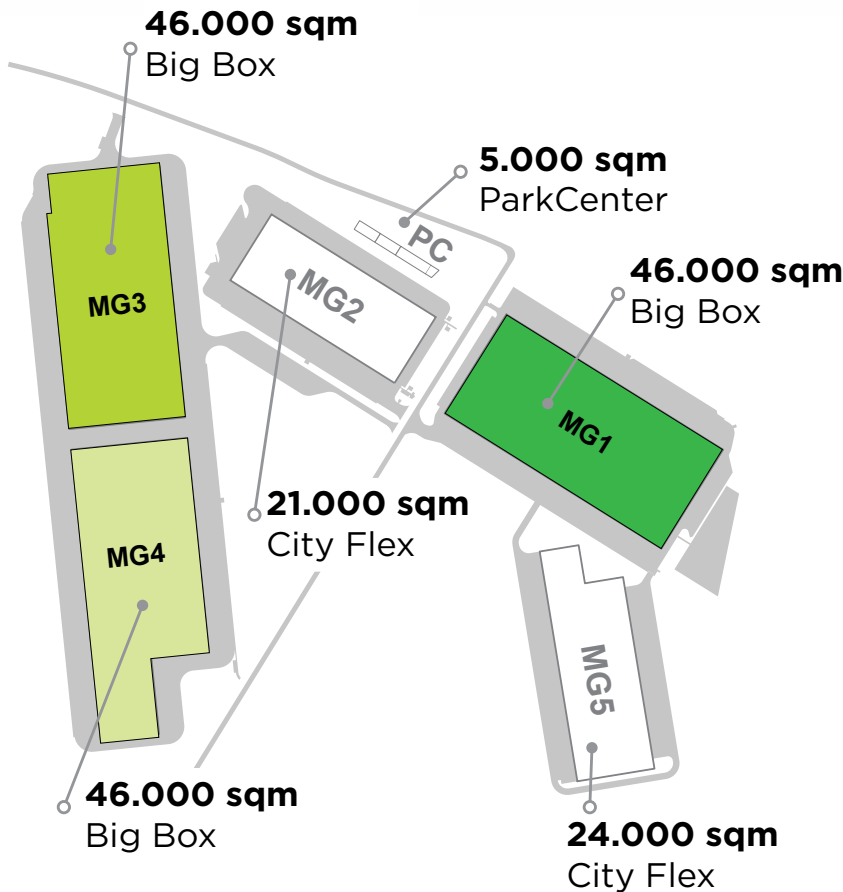 46.000 sqm
Big Box
5.000 sqm
ParkCenter
PC
46.000 sqm
Big Box
MG3
MG2
MG1
21.000 sqm
City Flex
MG4
MG5
46.000 sqm
Big Box
24.000 sqm
City Flex